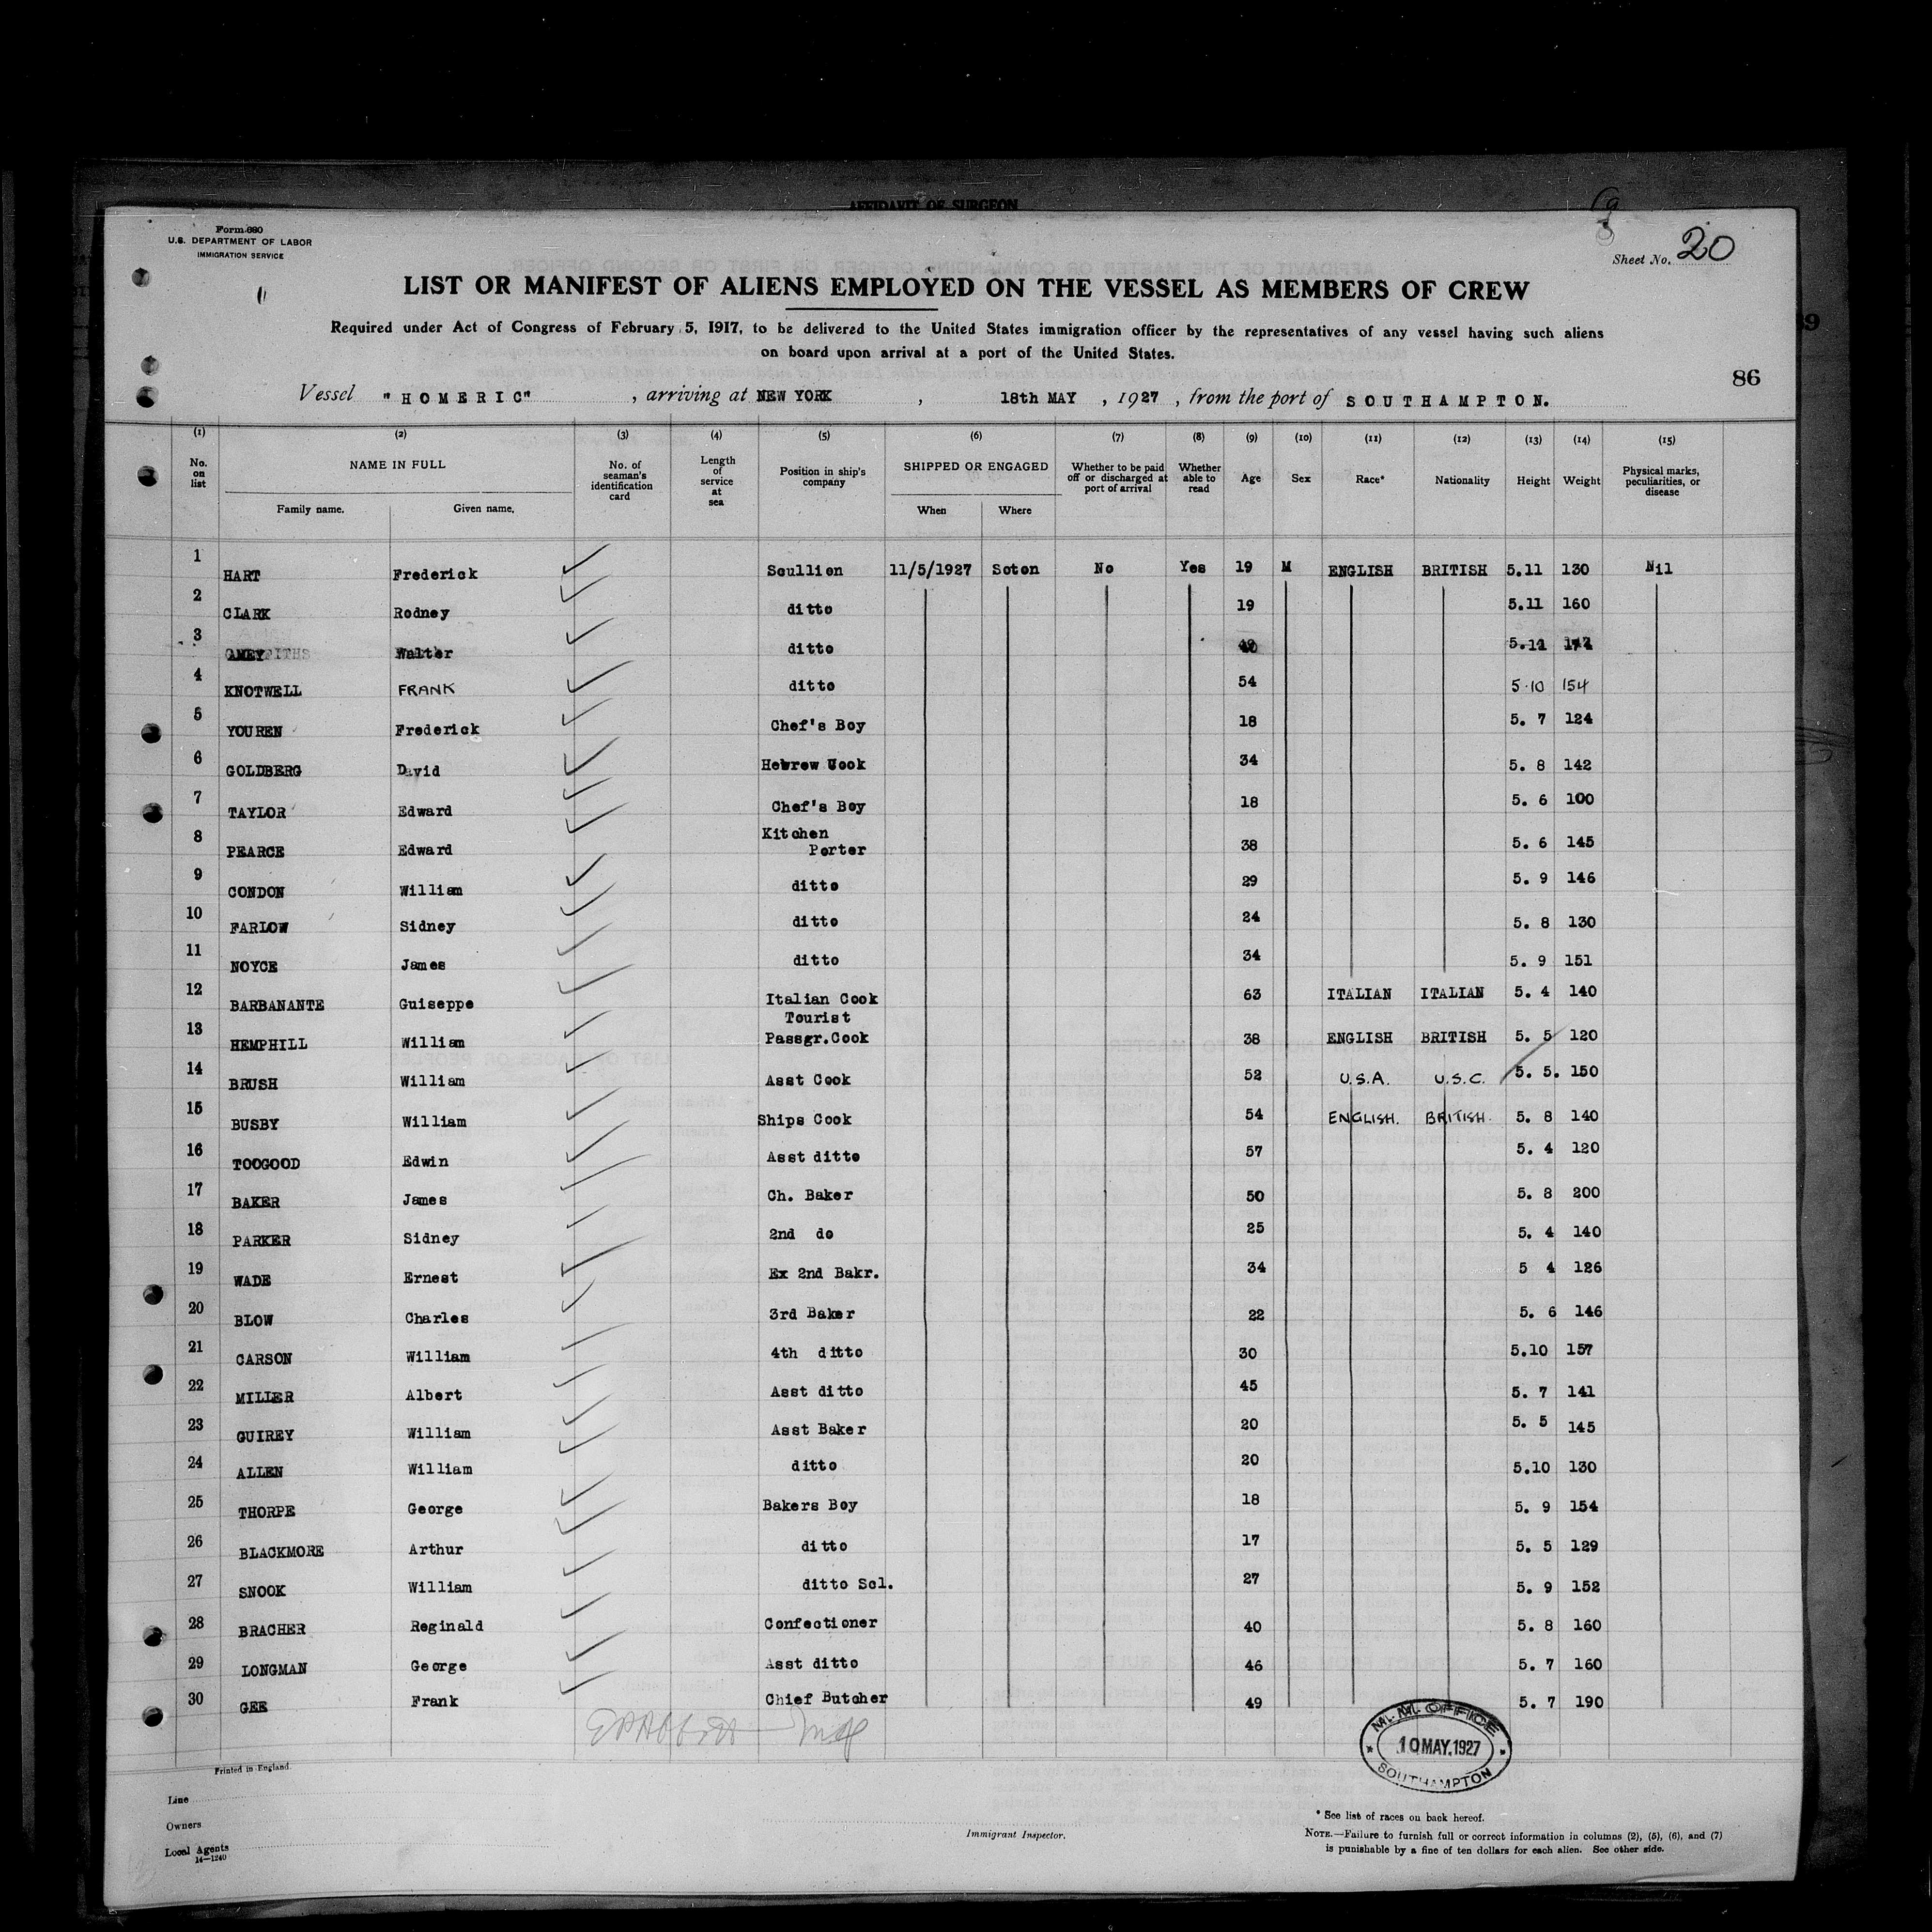 AFFIDAVIT OF SURGEON
Form 680
U.S. DEPARTMENT OF LABOR
IMMIGRATION SERVICE
Sheet No. 20
LIST OR MANIFEST OF ALIENS EMPLOYED ON THE VESSEL AS MEMBERS OF CREW
Required under Act of Congress of February 5, 1917, to be delivered to the United States immigration officer by the representatives of any vessel having such aliens
on board upon arrival at a port of the United States.
86
Vessel "HOMERIC" , arriving at NEW YORK , 18th MAY , 1927 , from the port of SOUTHAMPTON.
(1) (2) (3) (4) (5) (6) (7) (8) (9) (10) (11) (12) (13) (14) (15)
No. on list NAME IN FULL Family name. Given name. No. of seaman's identification card Length of service at sea Position in ship's company SHIPPED OR ENGAGED When Where Whether to be paid off or discharged at port of arrival Whether able to read Age Sex Race* Nationality Height Weight Physical marks, peculiarities, or disease
1 HART Frederick Scullion 11/5/1927 Soton No Yes 19 M ENGLISH BRITISH 5.11 130 Nil
2 CLARK Rodney ditto 19 5.11 160
3 Walter ditto
4 KNOTWELL FRANK ditto 54 5.10 154
5 YOUREN Frederick Chef's Boy 18 5. 7 124
6 GOLDBERG David Hebrew Cook 34 5. 8 142
7 TAYLOR Edward Chef's Boy 18 5. 6 100
8 PEARCE Edward Kitchen Porter 38 5. 6 145
9 CONDON William ditto 29 5. 9 146
10 FARLOW Sidney ditto 24 5. 8 130
11 NOYCE James ditto 34 5. 9 151
12 BARBANANTE Guiseppe Italian Cook 63 ITALIAN ITALIAN 5. 4 140
13 HEMPHILL William Tourist Passgr.Cook 38 ENGLISH BRITISH 5. 5 120
14 BRUSH William Asst Cook 52 U.S.A. U.S.C. 5. 5. 150
15 BUSBY William Ships Cook 54 ENGLISH. BRITISH. 5. 8 140
16 TOOGOOD Edwin Asst ditto 57 5. 4 120
17 BAKER James Ch. Baker 50 5. 8 200
18 PARKER Sidney 2nd do 25 5. 4 140
19 WADE Ernest Ex 2nd Bakr. 34 5 4 126
20 BLOW Charles 3rd Baker 22 5. 6 146
21 CARSON William 4th ditto 30 5.10 157
22 MILLER Albert Asst ditto 45 5. 7 141
23 GUIREY William Asst Baker 20 5. 5 145
24 ALLEN William ditto 20 5.10 130
25 THORPE George Bakers Boy 18 5. 9 154
26 BLACKMORE Arthur ditto 17 5. 5 129
27 SNOOK William ditto Scl. 27 5. 9 152
28 BRACHER Reginald Confectioner 40 5. 8 160
29 LONGMAN George Asst ditto 46 5. 7 160
30 GEE Frank Chief Butcher 49 5. 7 190
M.M. OFFICE
10 MAY.1927
SOUTHAMPTON
Printed in England.
Line
Owners
Local Agents
14—1240
Immigrant Inspector.
* See list of races on back hereof.
NOTE.—Failure to furnish full or correct information in columns (2), (5), (6), and (7)
is punishable by a fine of ten dollars for each alien. See other side.